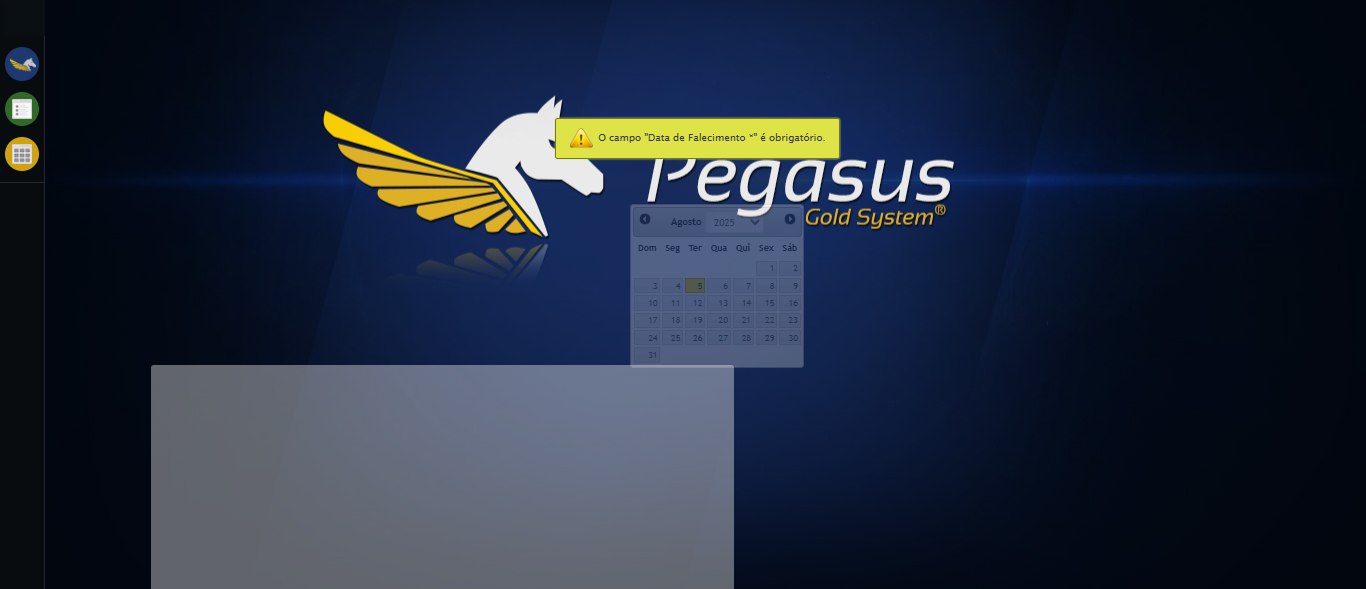 O campo "Data de Falecimento *" é obrigatório.
Pegasus
Gold System®
Agosto 2025
Dom Seg Ter Qua Qui Sex Sáb
1 2
3 4 5 6 7 8 9
10 11 12 13 14 15 16
17 18 19 20 21 22 23
24 25 26 27 28 29 30
31